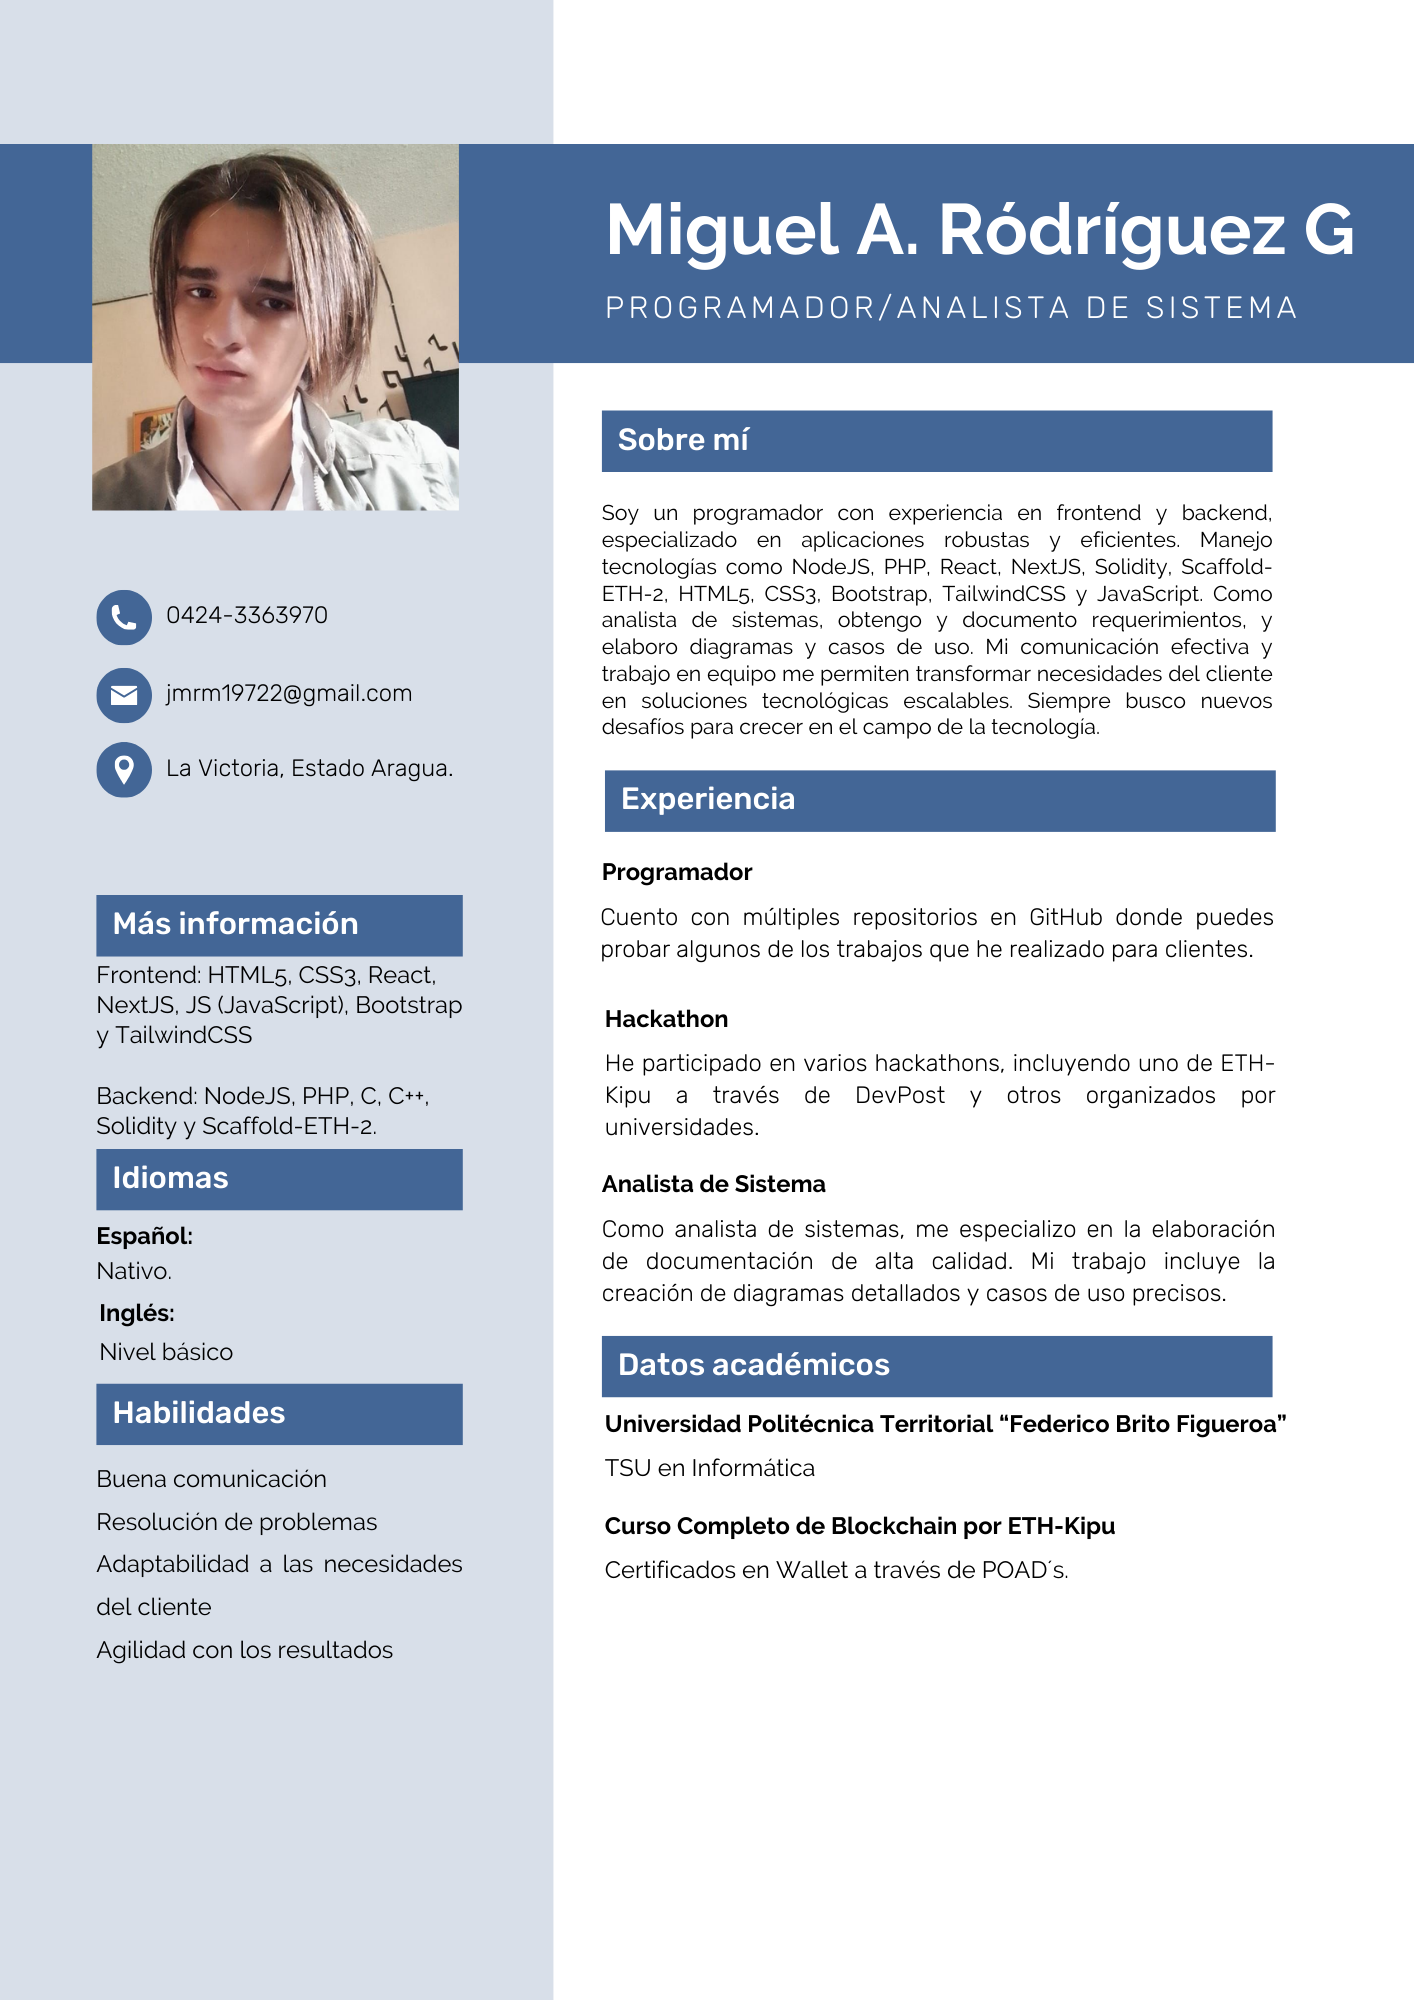 Miguel A. Ródríguez G
PROGRAMADOR/ANALISTA DE SISTEMA
0424-3363970
jmrm19722@gmail.com
La Victoria, Estado Aragua.
Más información
Frontend: HTML5, CSS3, React,
NextJS, JS (JavaScript), Bootstrap
y TailwindCSS
Backend: NodeJS, PHP, C, C++,
Solidity y Scaffold-ETH-2.
Idiomas
Español:
Nativo.
Inglés:
Nivel básico
Habilidades
Buena comunicación
Resolución de problemas
Adaptabilidad a las necesidades
del cliente
Agilidad con los resultados
Sobre mí
Soy un programador con experiencia en frontend y backend,
especializado en aplicaciones robustas y eficientes. Manejo
tecnologías como NodeJS, PHP, React, NextJS, Solidity, Scaffold-
ETH-2, HTML5, CSS3, Bootstrap, TailwindCSS y JavaScript. Como
analista de sistemas, obtengo y documento requerimientos, y
elaboro diagramas y casos de uso. Mi comunicación efectiva y
trabajo en equipo me permiten transformar necesidades del cliente
en soluciones tecnológicas escalables. Siempre busco nuevos
desafíos para crecer en el campo de la tecnología.
Experiencia
Programador
Cuento con múltiples repositorios en GitHub donde puedes
probar algunos de los trabajos que he realizado para clientes.
Hackathon
He participado en varios hackathons, incluyendo uno de ETH-
Kipu a través de DevPost y otros organizados por
universidades.
Analista de Sistema
Como analista de sistemas, me especializo en la elaboración
de documentación de alta calidad. Mi trabajo incluye la
creación de diagramas detallados y casos de uso precisos.
Datos académicos
Universidad Politécnica Territorial “Federico Brito Figueroa”
TSU en Informática
Curso Completo de Blockchain por ETH-Kipu
Certificados en Wallet a través de POAD´s.